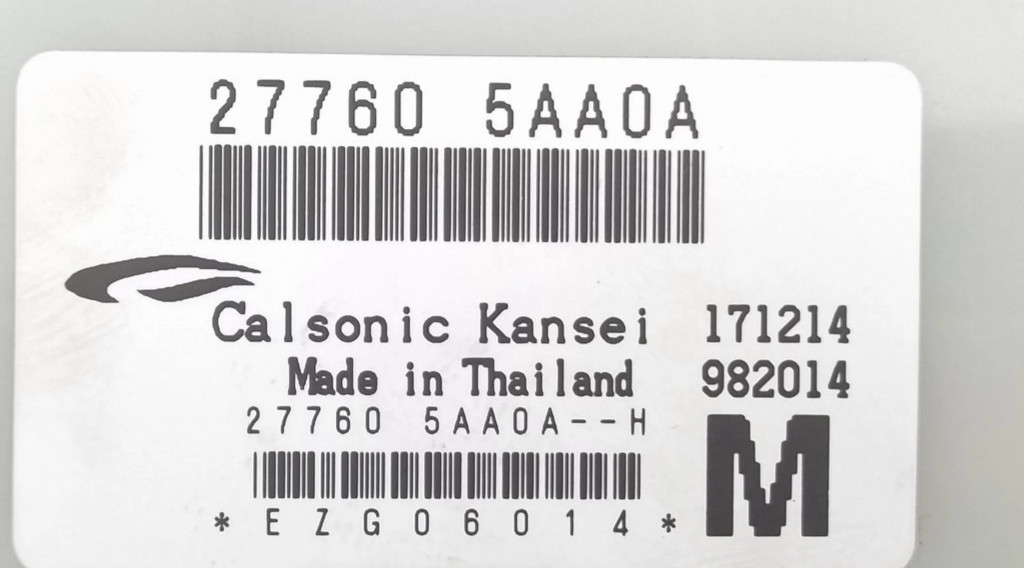 27760 5AA0A
Calsonic Kansei 171214
Made in Thailand 982014
27760 5AA0A--H
M
*EZG06014*